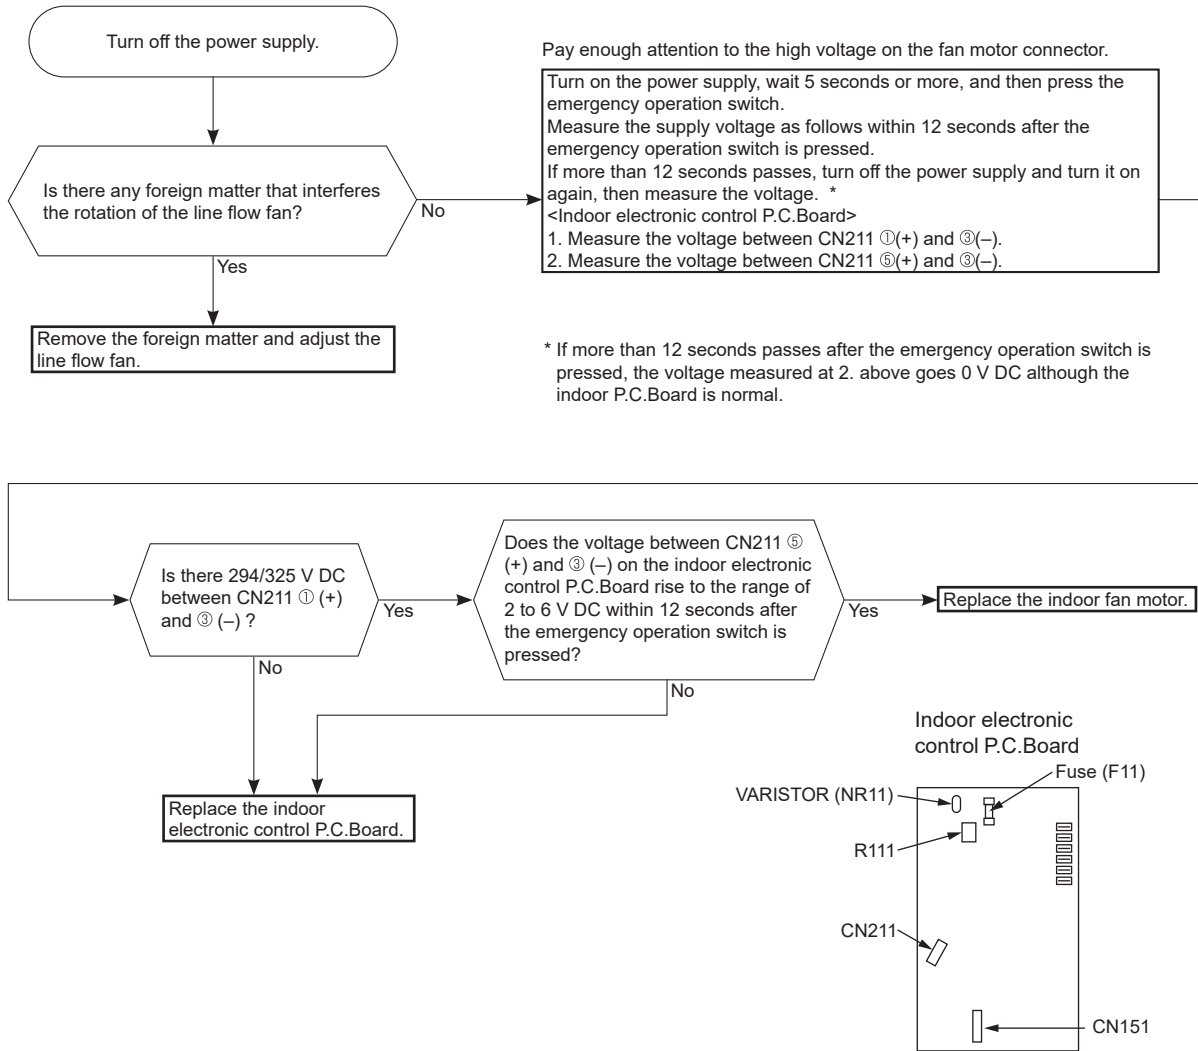 Turn off the power supply.
Is there any foreign matter that interferes
the rotation of the line flow fan?
No
Yes
Remove the foreign matter and adjust the
line flow fan.
Pay enough attention to the high voltage on the fan motor connector.
Turn on the power supply, wait 5 seconds or more, and then press the
emergency operation switch.
Measure the supply voltage as follows within 12 seconds after the
emergency operation switch is pressed.
If more than 12 seconds passes, turn off the power supply and turn it on
again, then measure the voltage. *
<Indoor electronic control P.C.Board>
1. Measure the voltage between CN211 ①(+) and ③(–).
2. Measure the voltage between CN211 ⑤(+) and ③(–).
* If more than 12 seconds passes after the emergency operation switch is
pressed, the voltage measured at 2. above goes 0 V DC although the
indoor P.C.Board is normal.
Is there 294/325 V DC
between CN211 ① (+)
and ③ (–) ?
Yes
No
Does the voltage between CN211 ⑤
(+) and ③ (–) on the indoor electronic
control P.C.Board rise to the range of
2 to 6 V DC within 12 seconds after
the emergency operation switch is
pressed?
Yes
No
Replace the indoor fan motor.
Replace the indoor
electronic control P.C.Board.
Indoor electronic
control P.C.Board
Fuse (F11)
VARISTOR (NR11)
R111
CN211
CN151